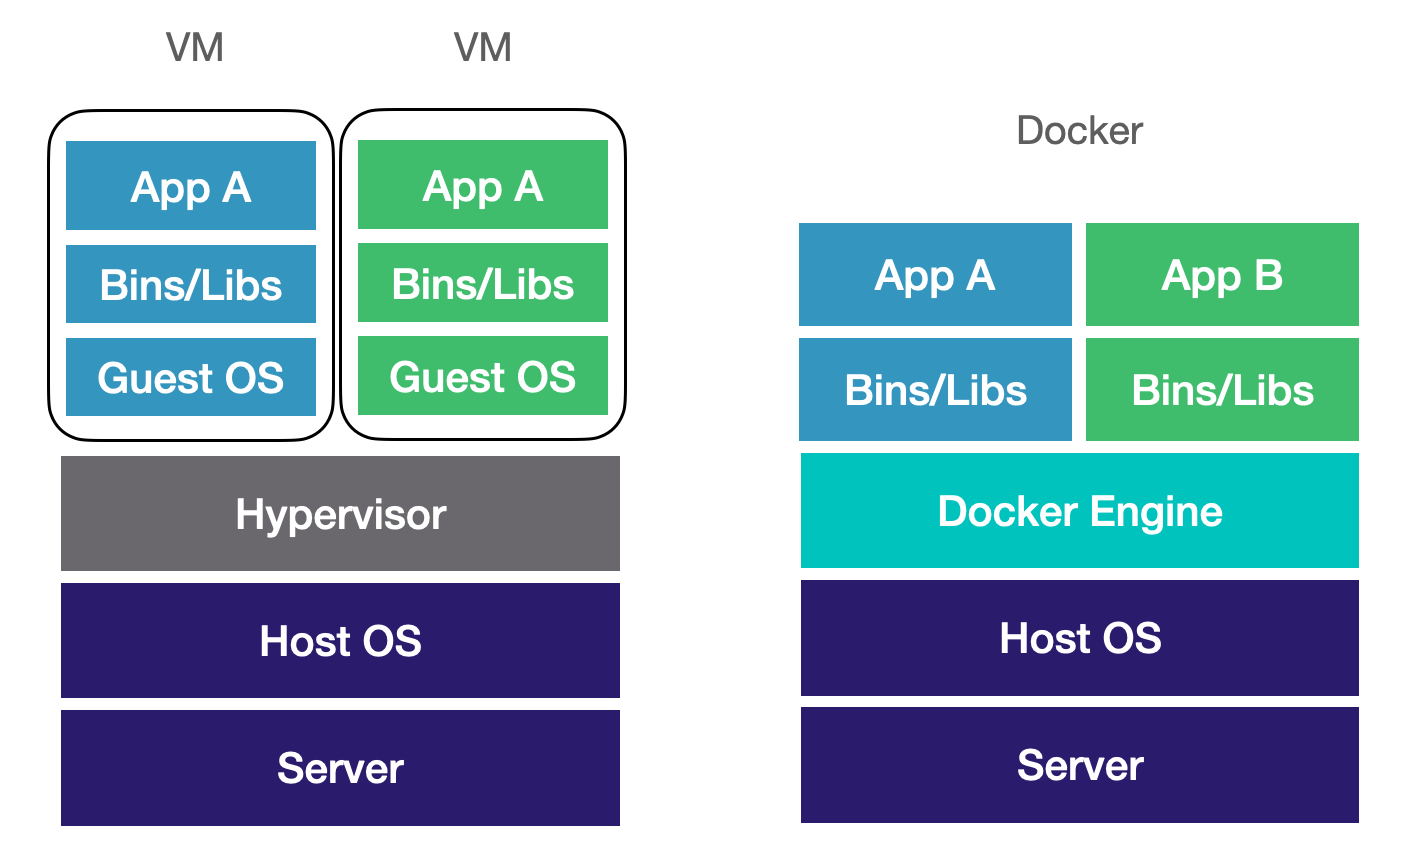 VM
VM
App A
App A
Bins/Libs
Bins/Libs
Guest OS
Guest OS
Hypervisor
Host OS
Server
Docker
App A
App B
Bins/Libs
Bins/Libs
Docker Engine
Host OS
Server